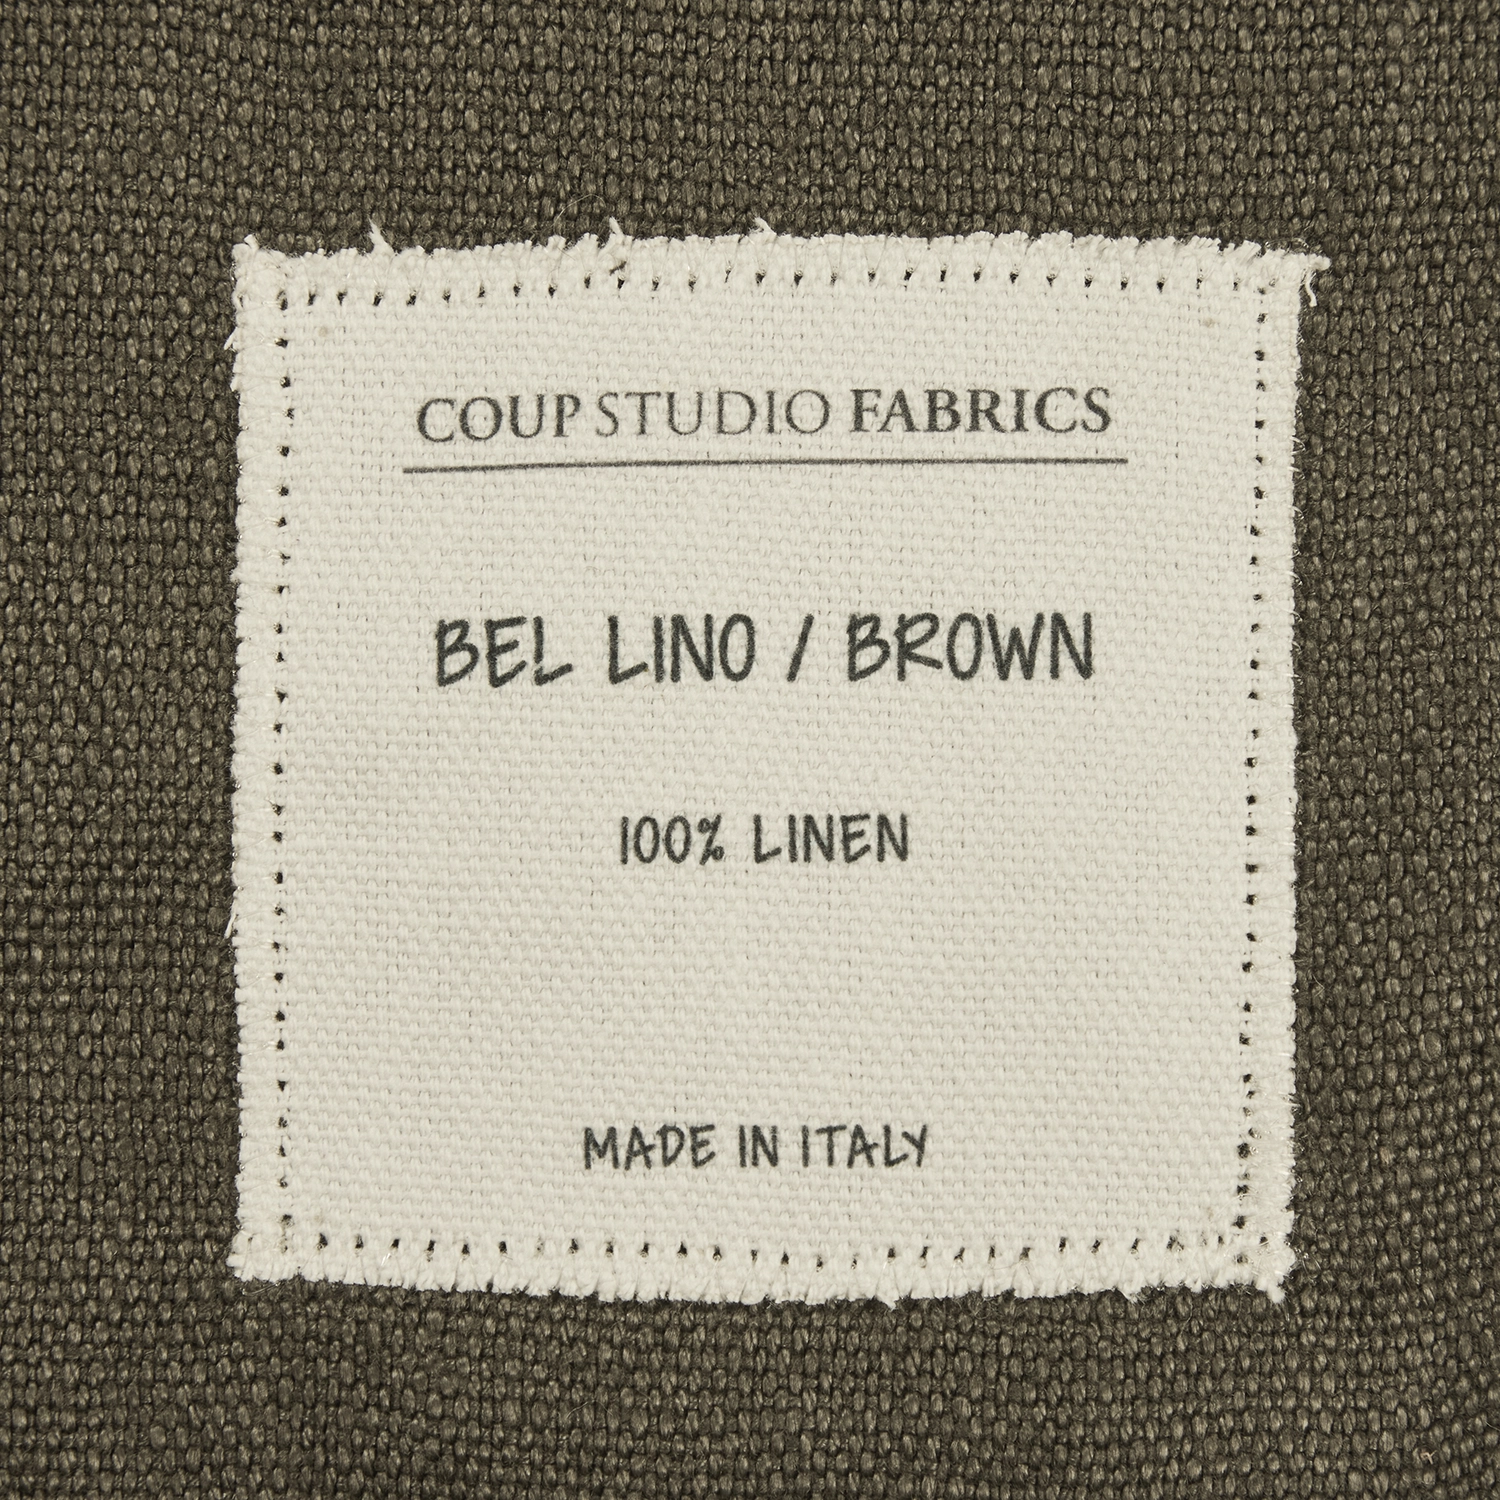 COUP STUDIO FABRICS
BEL LINO / BROWN
100% LINEN
MADE IN ITALY